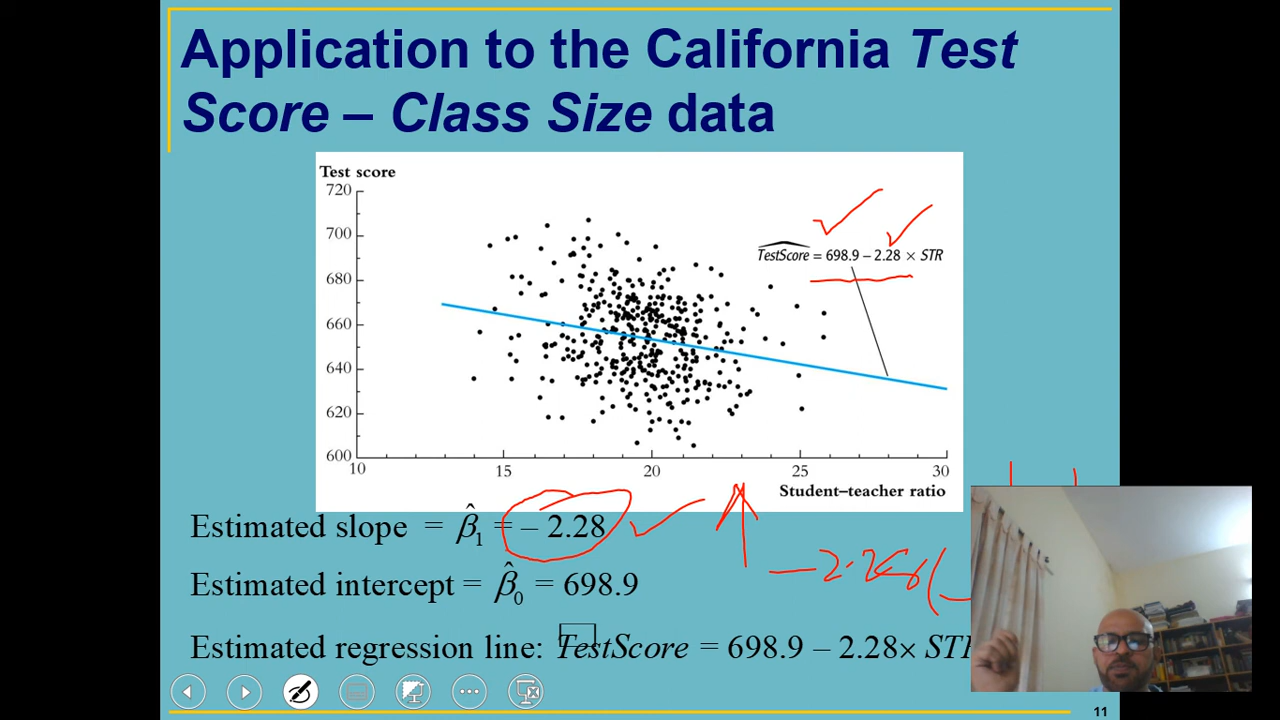 Application to the California Test
Score – Class Size data
Test score
720
700
680
660
640
620
600
TestScore = 698.9 – 2.28 × STR
10 15 20 25 30
Student–teacher ratio
Estimated slope = β̂₁ = – 2.28
Estimated intercept = β̂₀ = 698.9
Estimated regression line: TestScore = 698.9 – 2.28× ST
11